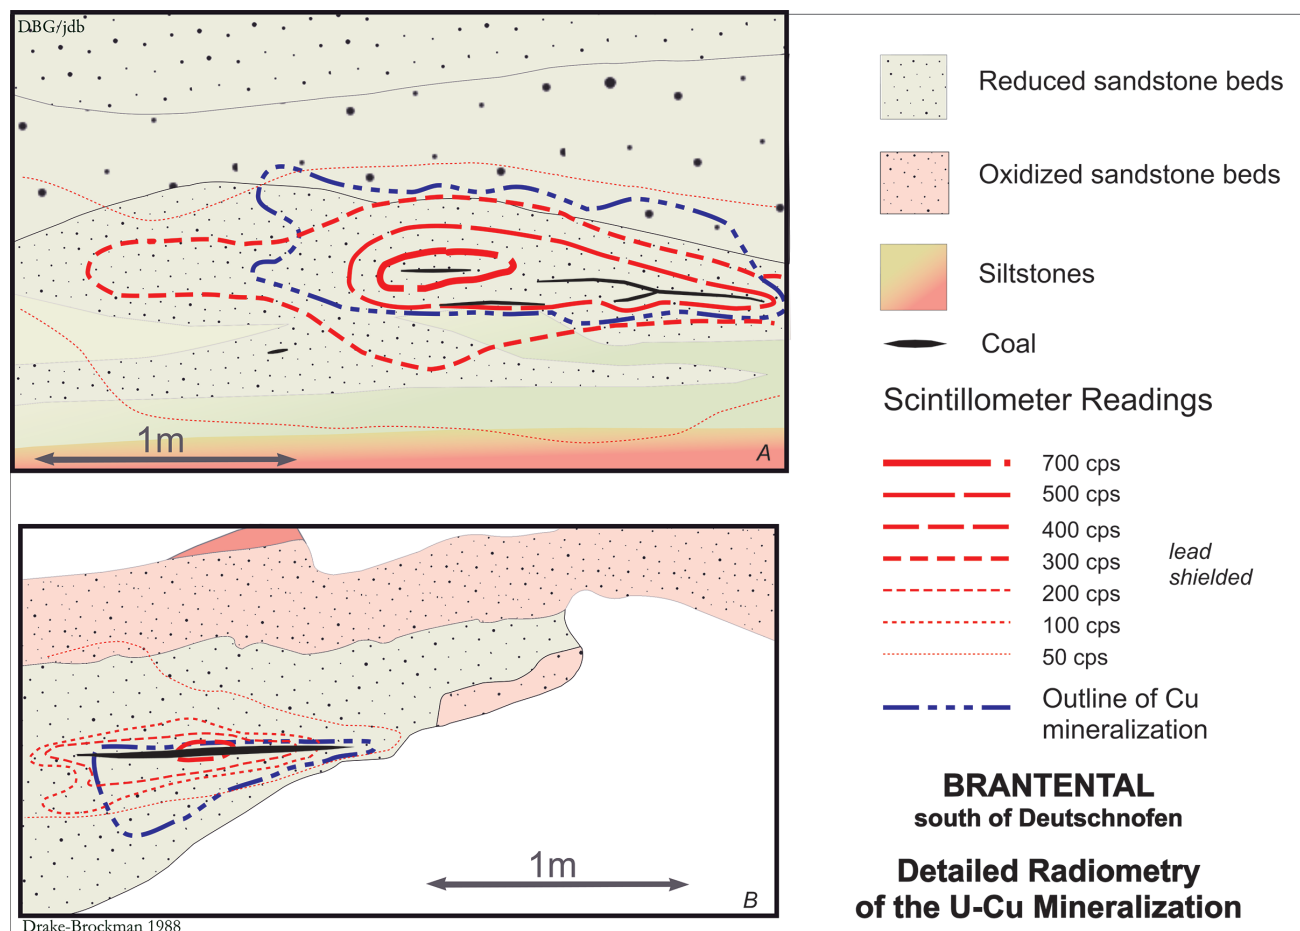 DBG/jdb
1m
A
1m
B
Drake-Brockman 1988
Reduced sandstone beds
Oxidized sandstone beds
Siltstones
Coal
Scintillometer Readings
700 cps
500 cps
400 cps
300 cps
200 cps
100 cps
50 cps
lead
shielded
Outline of Cu
mineralization
BRANTENTAL
south of Deutschnofen
Detailed Radiometry
of the U-Cu Mineralization